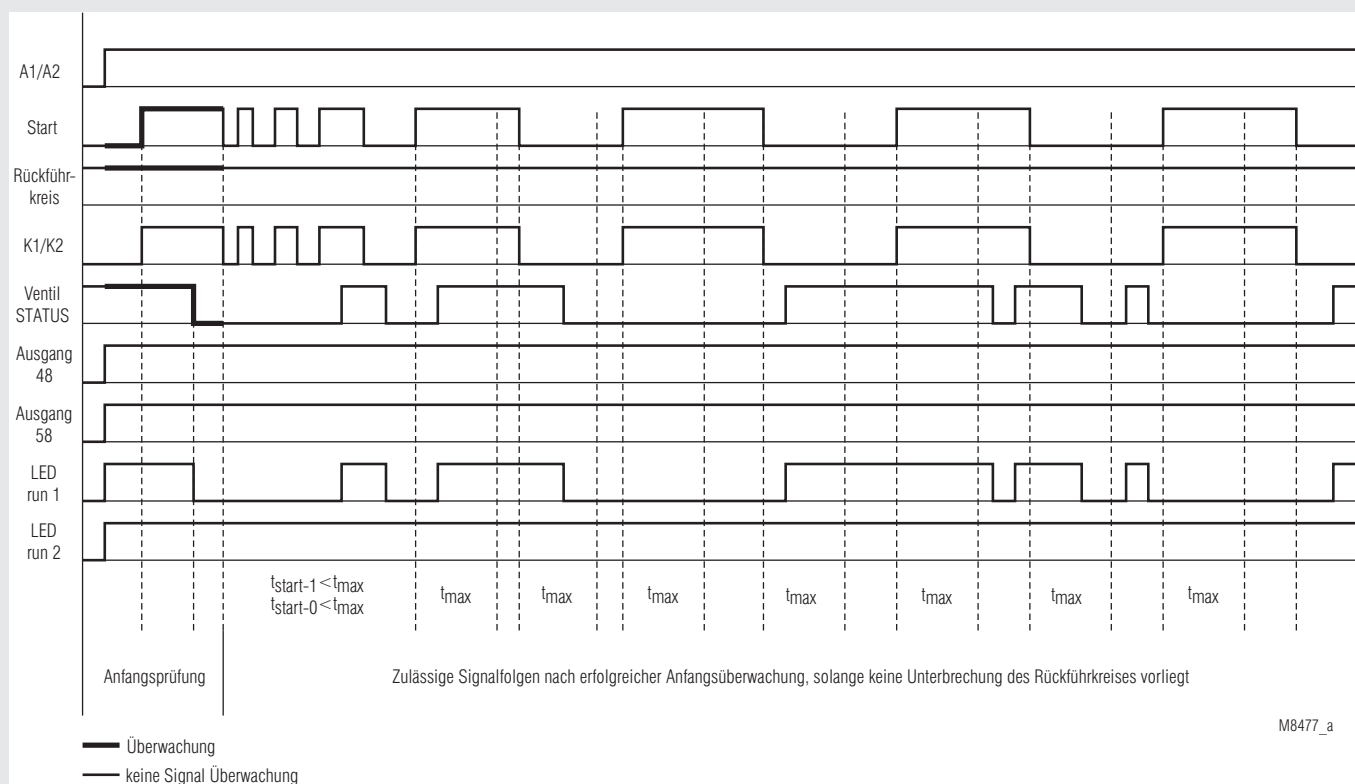 A1/A2
Start
Rückführ-
kreis
K1/K2
Ventil
STATUS
Ausgang
48
Ausgang
58
LED
run 1
LED
run 2
tstart-1<tmax
tstart-0<tmax
tmax tmax tmax tmax tmax tmax tmax
Anfangsprüfung
Zulässige Signalfolgen nach erfolgreicher Anfangsüberwachung, solange keine Unterbrechung des Rückführkreises vorliegt
M8477_a
Überwachung
keine Signal Überwachung